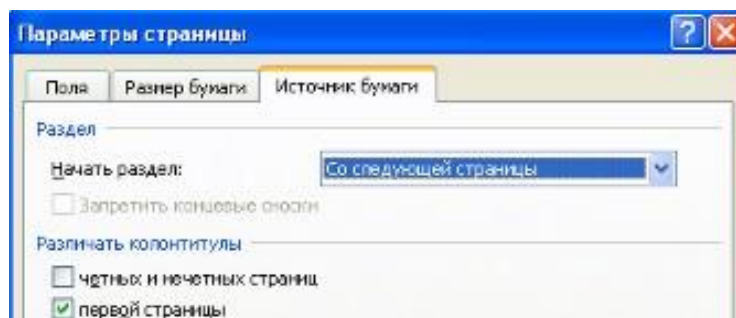 Параметры страницы
Поля Размер бумаги Источник бумаги
Раздел
Начать раздел: Со следующей страницы
Запретить концевые сноски
Различать колонтитулы
четных и нечетных страниц
первой страницы